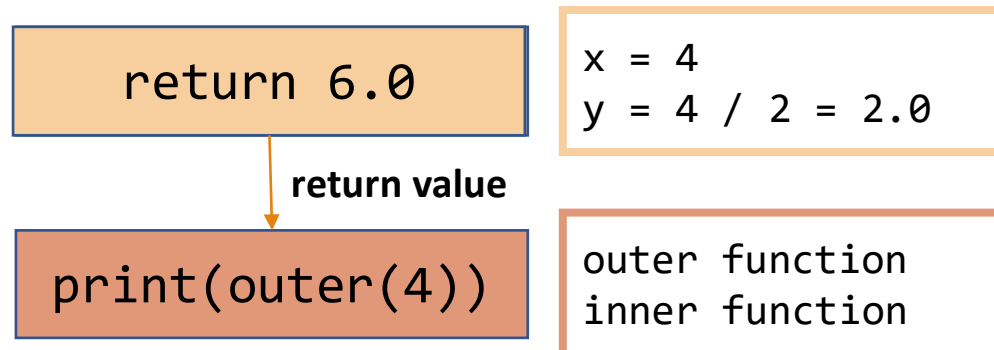 return 6.0
x = 4
y = 4 / 2 = 2.0
return value
print(outer(4))
outer function
inner function